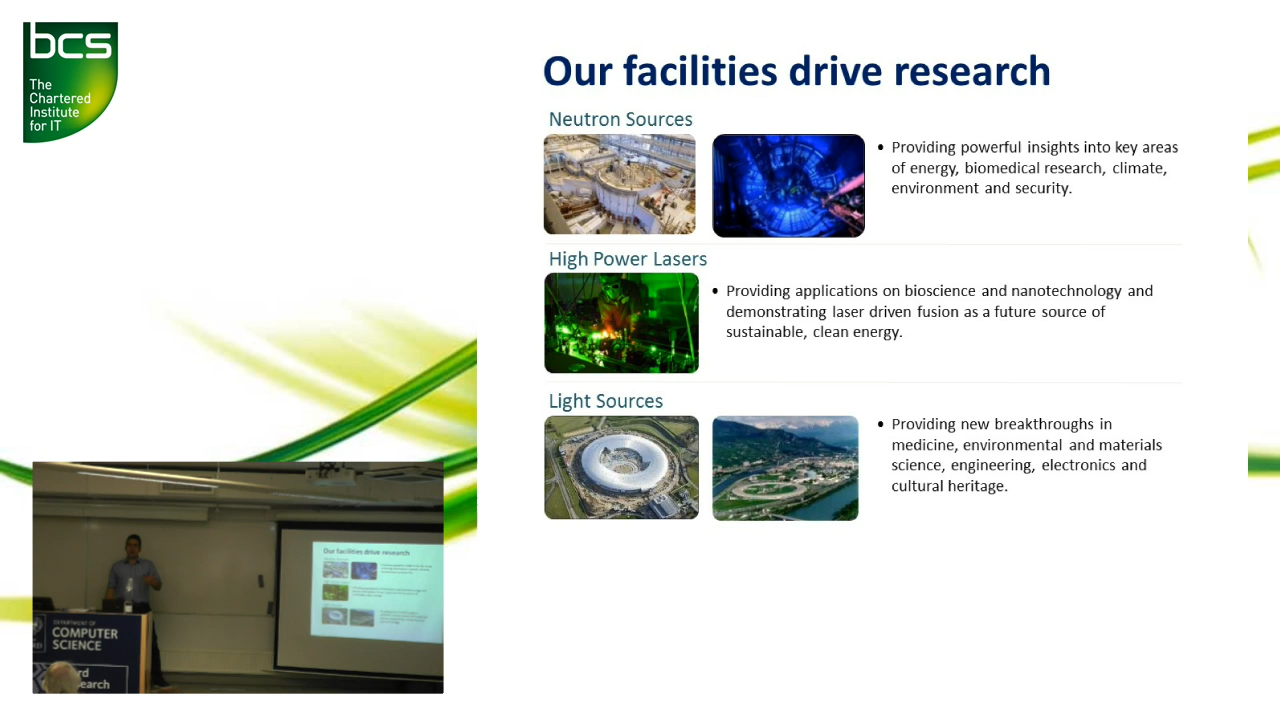 bcs
The
Chartered
Institute
for IT
Our facilities drive research
Neutron Sources
• Providing powerful insights into key areas
of energy, biomedical research, climate,
environment and security.
High Power Lasers
• Providing applications on bioscience and nanotechnology and
demonstrating laser driven fusion as a future source of
sustainable, clean energy.
Light Sources
• Providing new breakthroughs in
medicine, environmental and materials
science, engineering, electronics and
cultural heritage.
Our facilities drive research
DEPARTMENT OF
COMPUTER
SCIENCE